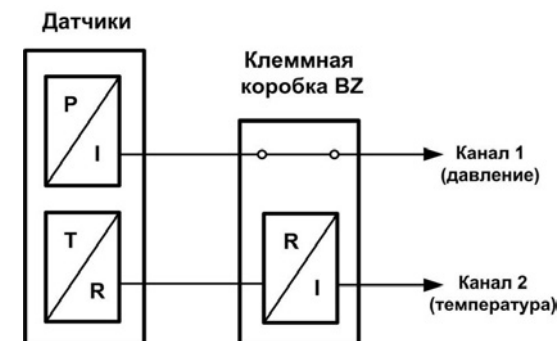 Датчики
Клеммная
коробка BZ
P
I
Канал 1
(давление)
T
R
R
I
Канал 2
(температура)